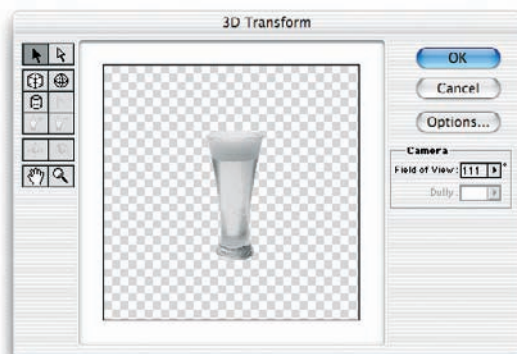 3D Transform
OK
Cancel
Options...
Camera
Field of View: 111 °
Dolly: